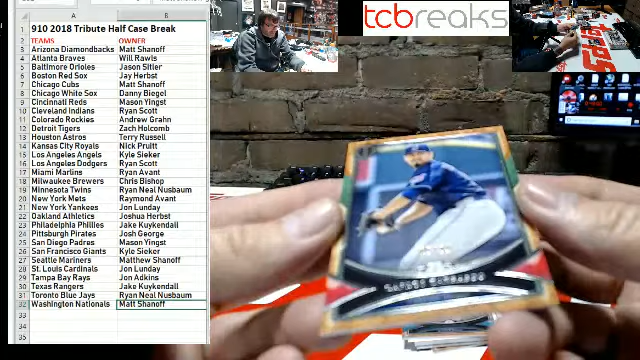 910 2018 Tribute Half Case Break
TEAMS OWNER
Arizona Diamondbacks Matt Shanoff
Atlanta Braves Will Rawls
Baltimore Orioles Jason Sitler
Boston Red Sox Jay Herbst
Chicago Cubs Matt Shanoff
Chicago White Sox Danny Biegel
Cincinnati Reds Mason Yingst
Cleveland Indians Ryan Scott
Colorado Rockies Andrew Grahn
Detroit Tigers Zach Holcomb
Houston Astros Terry Russell
Kansas City Royals Nick Pruitt
Los Angeles Angels Kyle Sieker
Los Angeles Dodgers Ryan Scott
Miami Marlins Ryan Avant
Milwaukee Brewers Chris Bishop
Minnesota Twins Ryan Neal Nusbaum
New York Mets Raymond Avant
New York Yankees Jon Lunday
Oakland Athletics Joshua Herbst
Philadelphia Phillies Jake Kuykendall
Pittsburgh Pirates Josh George
San Diego Padres Mason Yingst
San Francisco Giants Kyle Sieker
Seattle Mariners Matthew Shanoff
St. Louis Cardinals Jon Lunday
Tampa Bay Rays Jon Adkins
Texas Rangers Jake Kuykendall
Toronto Blue Jays Ryan Neal Nusbaum
Washington Nationals Matt Shanoff
tcbreaks